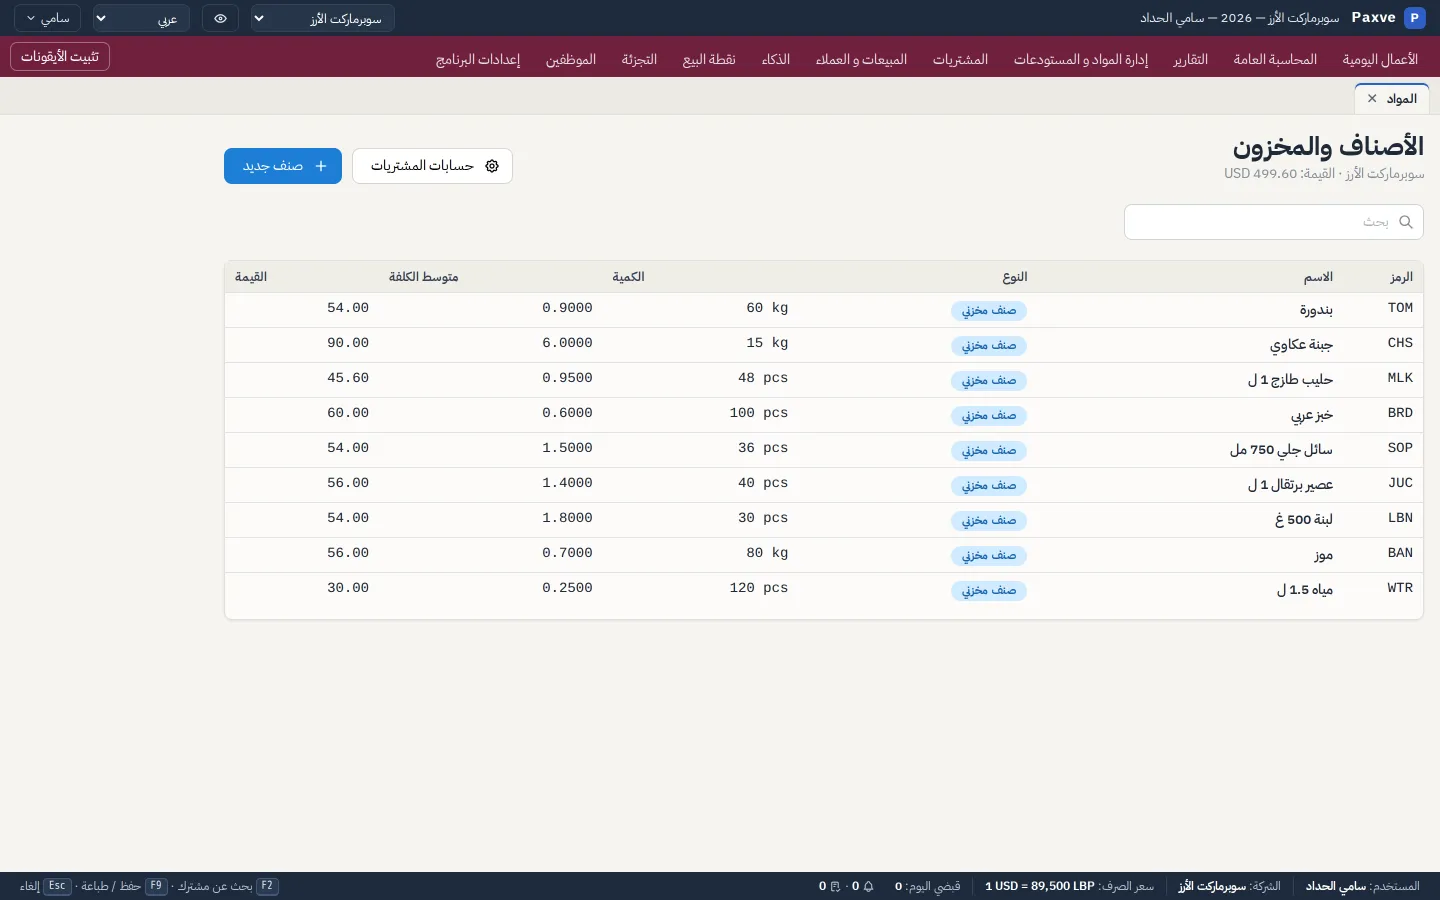 P Paxve سوبرماركت الأرز — 2026 — سامي الحداد سوبرماركت الأرز عربي سامي
الأعمال اليومية المحاسبة العامة التقارير إدارة المواد و المستودعات المشتريات المبيعات و العملاء الذكاء نقطة البيع التجزئة الموظفين إعدادات البرنامج تثبيت الأيقونات
المواد ×
الأصناف والمخزون
سوبرماركت الأرز · القيمة: 499.60 USD
حسابات المشتريات + صنف جديد
بحث
الرمز الاسم النوع الكمية متوسط الكلفة القيمة
TOM بندورة صنف مخزني 60 kg 0.9000 54.00
CHS جبنة عكاوي صنف مخزني 15 kg 6.0000 90.00
MLK حليب طازج 1 ل صنف مخزني 48 pcs 0.9500 45.60
BRD خبز عربي صنف مخزني 100 pcs 0.6000 60.00
SOP سائل جلي 750 مل صنف مخزني 36 pcs 1.5000 54.00
JUC عصير برتقال 1 ل صنف مخزني 40 pcs 1.4000 56.00
LBN لبنة 500 غ صنف مخزني 30 pcs 1.8000 54.00
BAN موز صنف مخزني 80 kg 0.7000 56.00
WTR مياه 1.5 ل صنف مخزني 120 pcs 0.2500 30.00
المستخدم: سامي الحداد الشركة: سوبرماركت الأرز سعر الصرف: 1 USD = 89,500 LBP قبضي اليوم: 0 0 · 0 F2 بحث عن مشترك · F9 حفظ / طباعة · Esc إلغاء